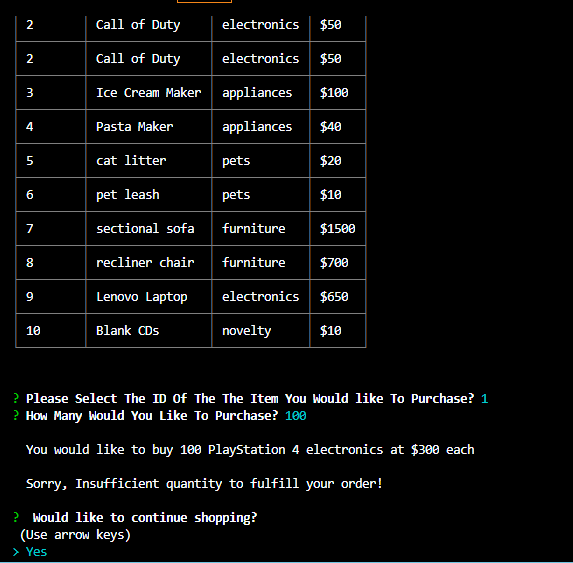 2 Call of Duty electronics $50
2 Call of Duty electronics $50
3 Ice Cream Maker appliances $100
4 Pasta Maker appliances $40
5 cat litter pets $20
6 pet leash pets $10
7 sectional sofa furniture $1500
8 recliner chair furniture $700
9 Lenovo Laptop electronics $650
10 Blank CDs novelty $10
? Please Select The ID Of The The Item You Would like To Purchase? 1
? How Many Would You Like To Purchase? 100
You would like to buy 100 PlayStation 4 electronics at $300 each
Sorry, Insufficient quantity to fulfill your order!
? Would like to continue shopping?
(Use arrow keys)
> Yes